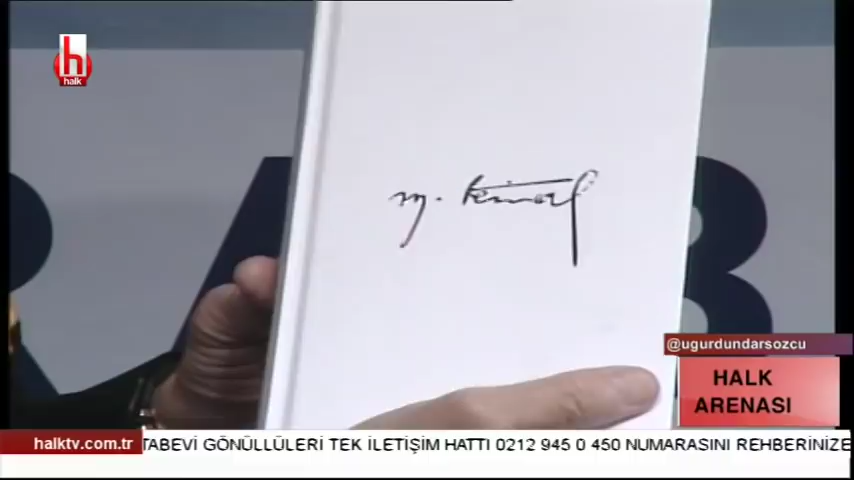 h
halk
m. Kemal
@ugurdundarsozcu
HALK
ARENASI
halktv.com.tr
TABEVİ GÖNÜLLÜLERİ TEK İLETİŞİM HATTI 0212 945 0 450 NUMARASINI REHBERİNİZE